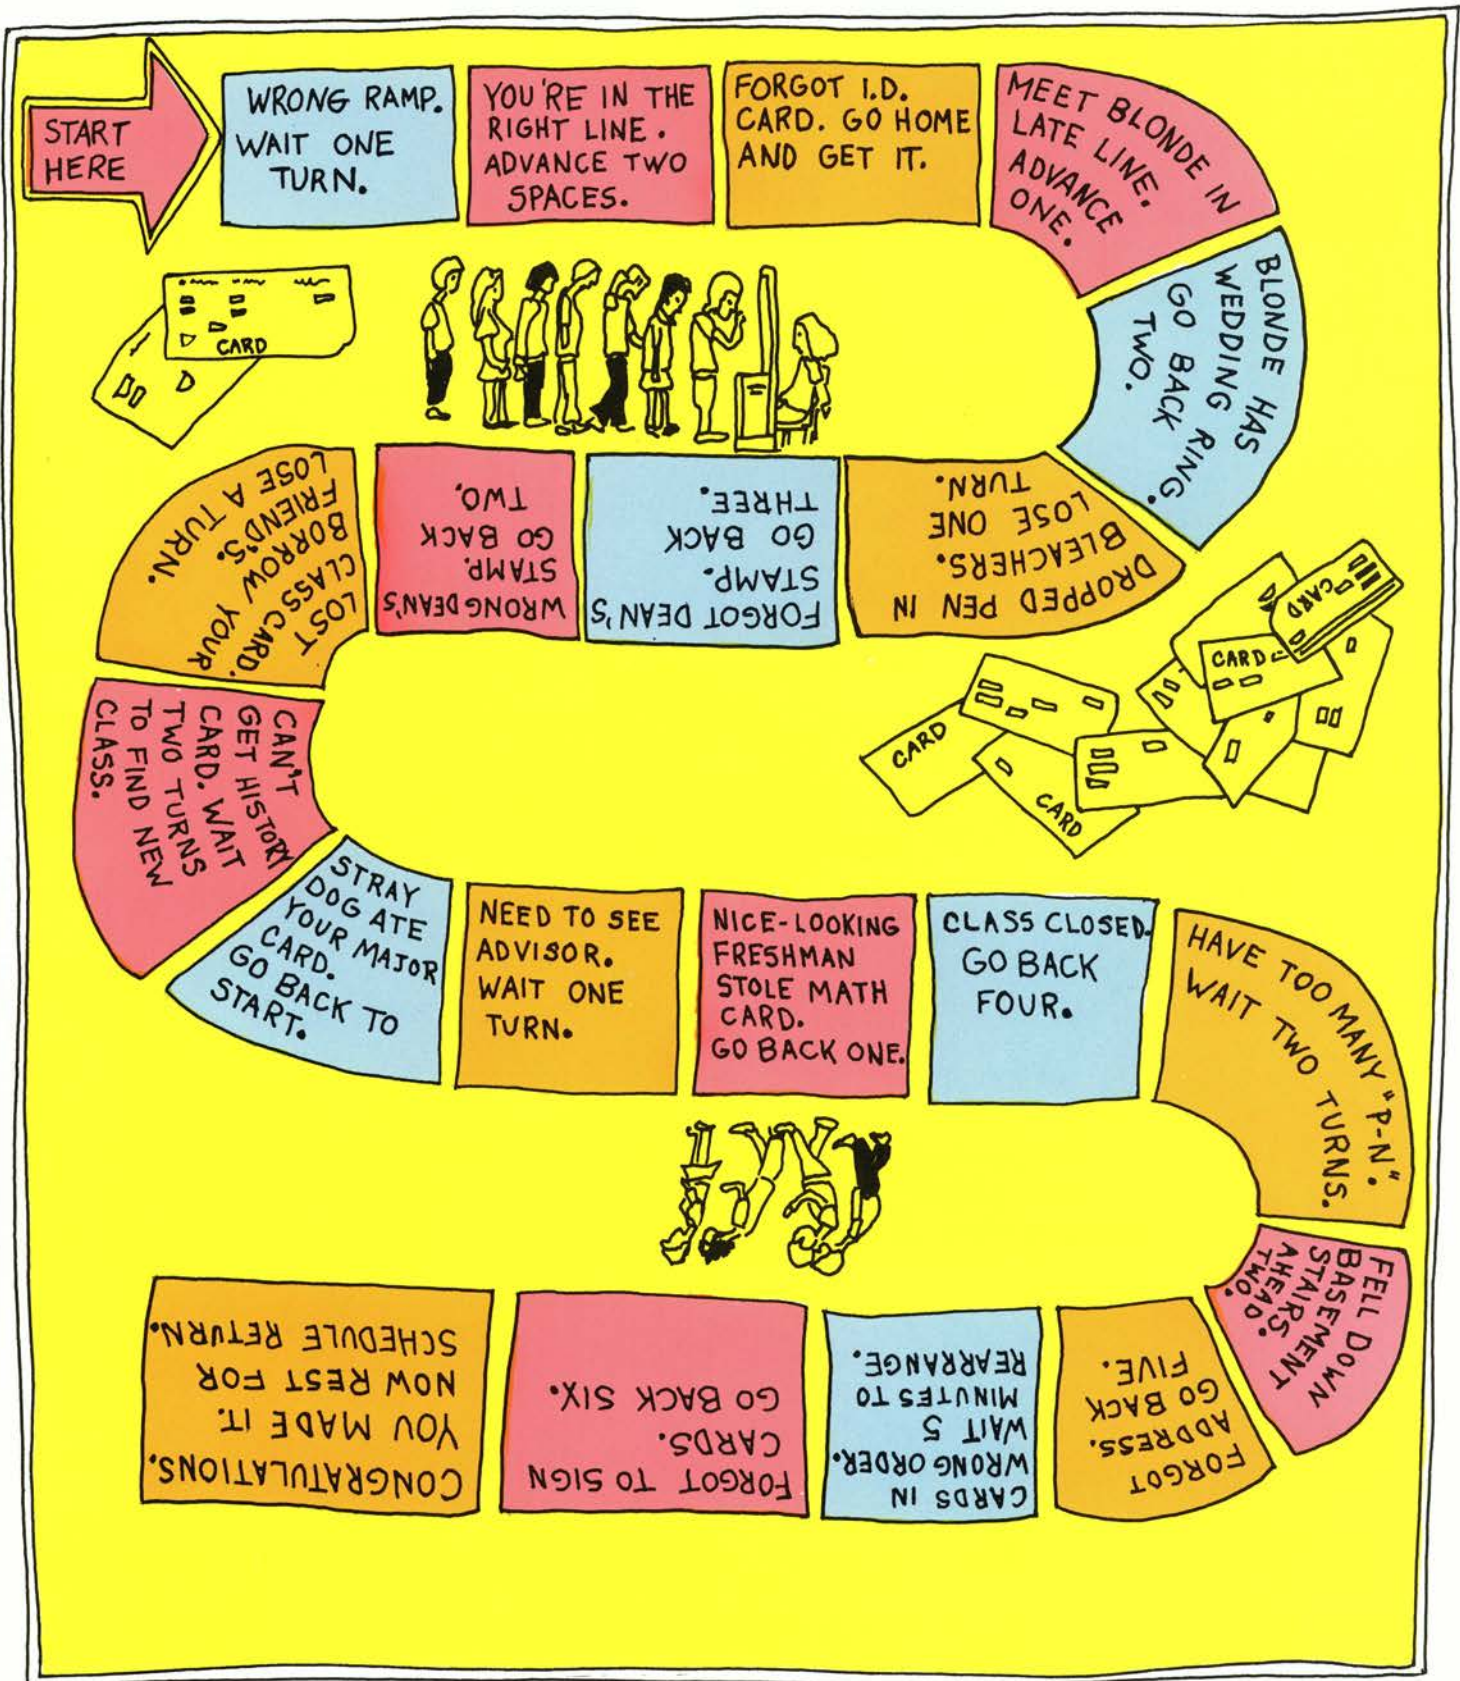 START
HERE
WRONG RAMP.
WAIT ONE
TURN.
YOU'RE IN THE
RIGHT LINE.
ADVANCE TWO
SPACES.
FORGOT I.D.
CARD. GO HOME
AND GET IT.
MEET BLONDE IN
LATE LINE.
ADVANCE
ONE.
BLONDE HAS
WEDDING RING.
GO BACK
TWO.
DROPPED PEN IN
BLEACHERS.
LOSE ONE
TURN.
FORGOT DEAN'S
STAMP.
GO BACK
THREE.
WRONG DEAN'S
STAMP.
GO BACK
TWO.
LOST
CLASS CARD.
BORROW YOUR
FRIEND'S.
LOSE A TURN.
CAN'T
GET HISTORY
CARD. WAIT
TWO TURNS
TO FIND NEW
CLASS.
STRAY
DOG ATE
YOUR MAJOR
CARD.
GO BACK TO
START.
NEED TO SEE
ADVISOR.
WAIT ONE
TURN.
NICE-LOOKING
FRESHMAN
STOLE MATH
CARD.
GO BACK ONE.
CLASS CLOSED.
GO BACK
FOUR.
HAVE TOO MANY "P-N".
WAIT TWO TURNS.
FELL DOWN
BASEMENT
STAIRS
AHEAD.
TWO.
FORGOT
ADDRESS.
GO BACK
FIVE.
CARDS IN
WRONG ORDER.
WAIT 5
MINUTES TO
REARRANGE.
FORGOT TO SIGN
CARDS.
GO BACK SIX.
CONGRATULATIONS.
YOU MADE IT.
NOW REST FOR
SCHEDULE RETURN.
CARD
CARD
CARD
CARD
CARD